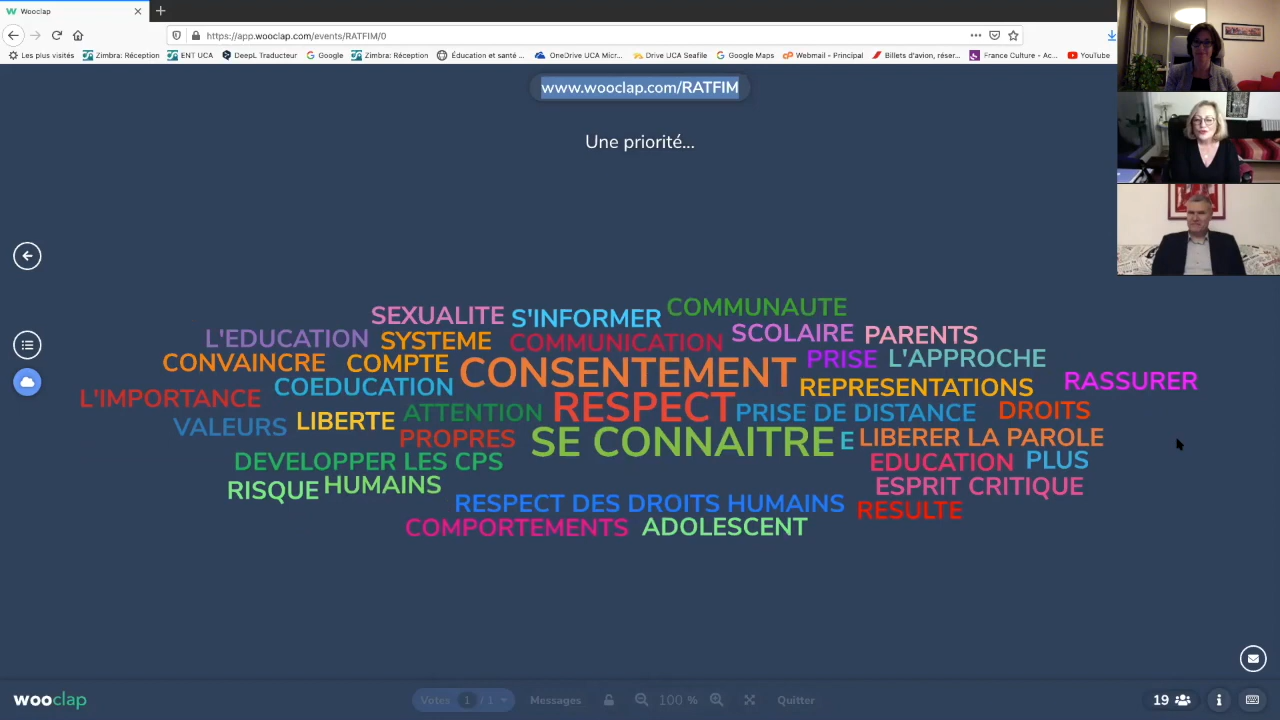 Wooclap
https://app.wooclap.com/events/RATFIM/0
Les plus visités Zimbra: Réception ENT UCA DeepL Traducteur Google Zimbra: Réception Éducation et santé ... OneDrive UCA Micr... Drive UCA Seafile Google Maps Webmail - Principal Billets d'avion, réser... France Culture - Ac... YouTube
www.wooclap.com/RATFIM
Une priorité...
SEXUALITE S'INFORMER COMMUNAUTE
L'EDUCATION SYSTEME COMMUNICATION SCOLAIRE PARENTS
CONVAINCRE COMPTE CONSENTEMENT PRISE L'APPROCHE
L'IMPORTANCE COEDUCATION REPRESENTATIONS RASSURER
VALEURS LIBERTE ATTENTION RESPECT PRISE DE DISTANCE DROITS
PROPRES SE CONNAITRE E LIBERER LA PAROLE
DEVELOPPER LES CPS EDUCATION PLUS
RISQUE HUMAINS ESPRIT CRITIQUE
RESPECT DES DROITS HUMAINS RESULTE
COMPORTEMENTS ADOLESCENT
wooclap
Votes 1 / 1 Messages 100 % Quitter
19